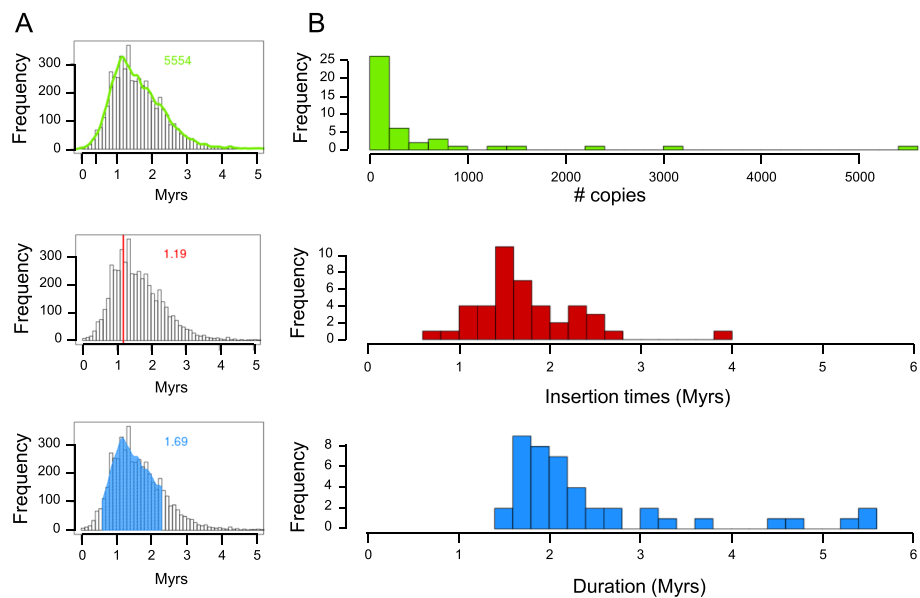 A
B
Frequency
300
200
100
0
5554
0 1 2 3 4 5
Myrs
Frequency
25
20
15
10
5
0
0 1000 2000 3000 4000 5000
# copies
Frequency
300
200
100
0
1.19
0 1 2 3 4 5
Myrs
Frequency
10
8
6
4
2
0
0 1 2 3 4 5 6
Insertion times (Myrs)
Frequency
300
200
100
0
1.69
0 1 2 3 4 5
Myrs
Frequency
8
6
4
2
0
0 1 2 3 4 5 6
Duration (Myrs)